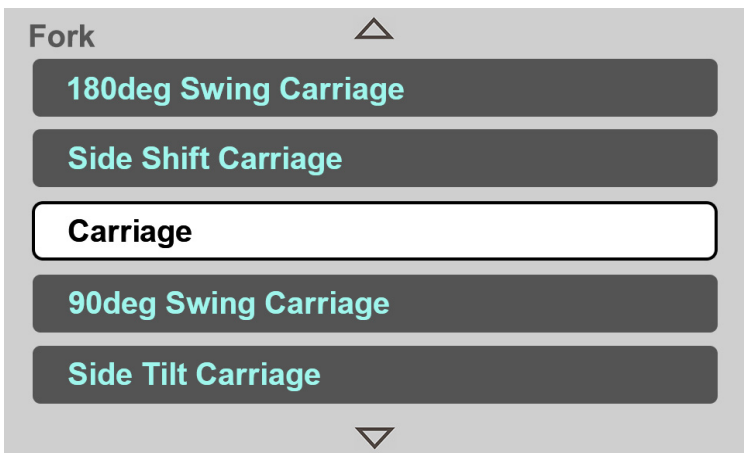 Fork
180deg Swing Carriage
Side Shift Carriage
Carriage
90deg Swing Carriage
Side Tilt Carriage